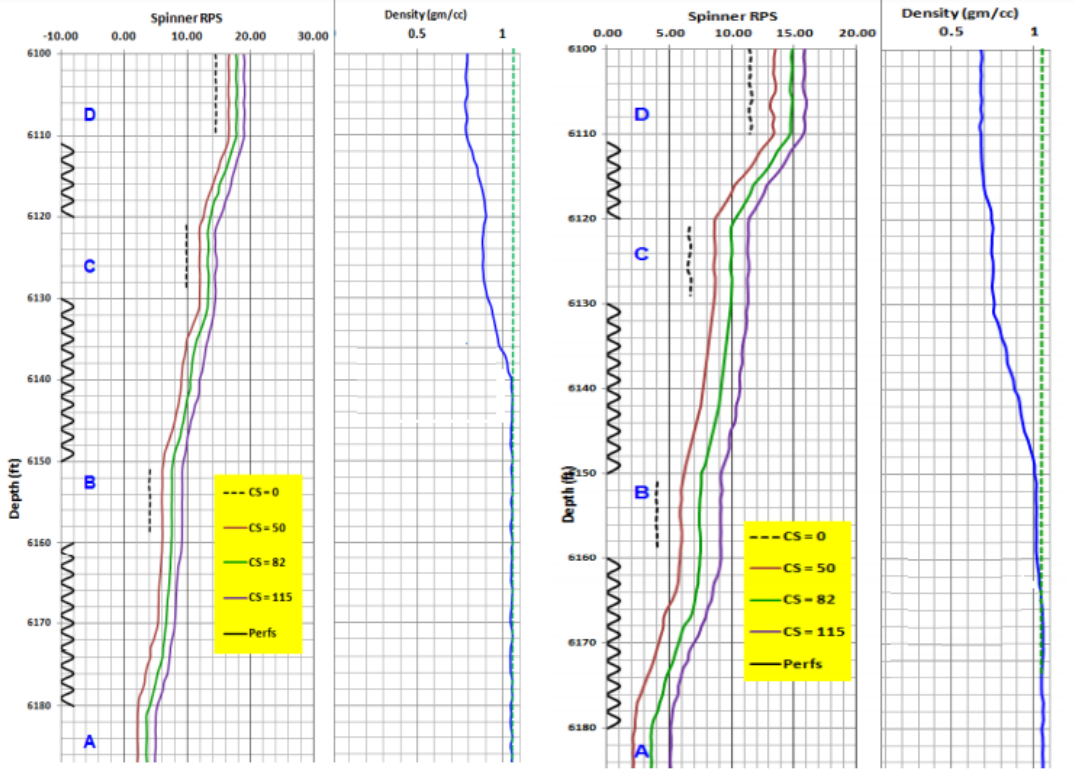 Spinner RPS
-10.00 0.00 10.00 20.00 30.00
Density (gm/cc)
0.5 1
6100
D
6110
6120
C
6130
6140
6150
B
6160
6170
6180
A
Depth (ft)
CS = 0
CS = 50
CS = 82
CS = 115
Perfs
Spinner RPS
0.00 5.00 10.00 15.00 20.00
Density (gm/cc)
0.5 1
6100
D
6110
6120
C
6130
6140
6150
B
6160
6170
6180
A
Depth (ft)
CS = 0
CS = 50
CS = 82
CS = 115
Perfs